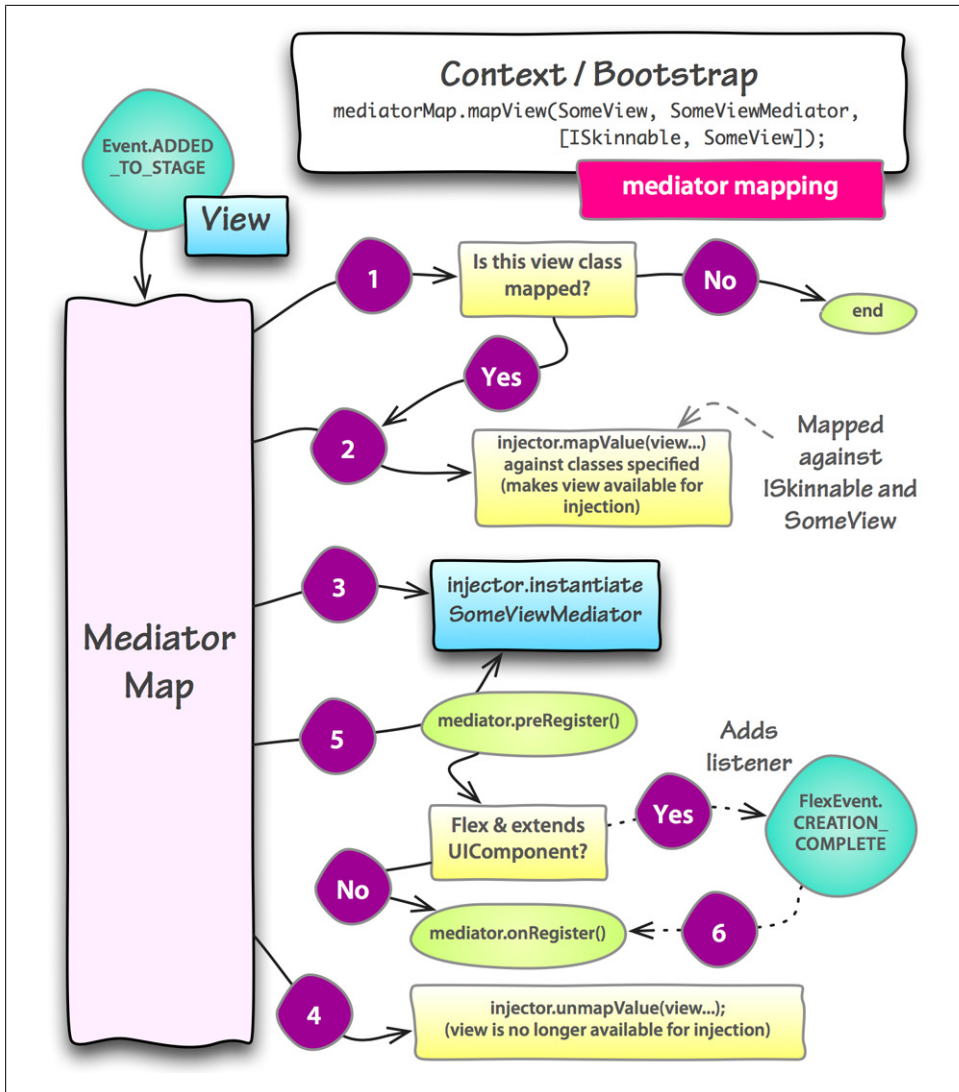 Context / Bootstrap
mediatorMap.mapView(SomeView, SomeViewMediator,
[ISkinnable, SomeView]);
mediator mapping
Event.ADDED
_TO_STAGE
View
1
Is this view class
mapped?
No
end
Yes
2
injector.mapValue(view...)
against classes specified
(makes view available for
injection)
Mapped
against
ISkinnable and
SomeView
3
injector.instantiate
SomeViewMediator
Mediator
Map
5
mediator.preRegister()
Adds
listener
Flex & extends
UIComponent?
Yes
FlexEvent.
CREATION_
COMPLETE
No
mediator.onRegister()
6
4
injector.unmapValue(view...);
(view is no longer available for injection)